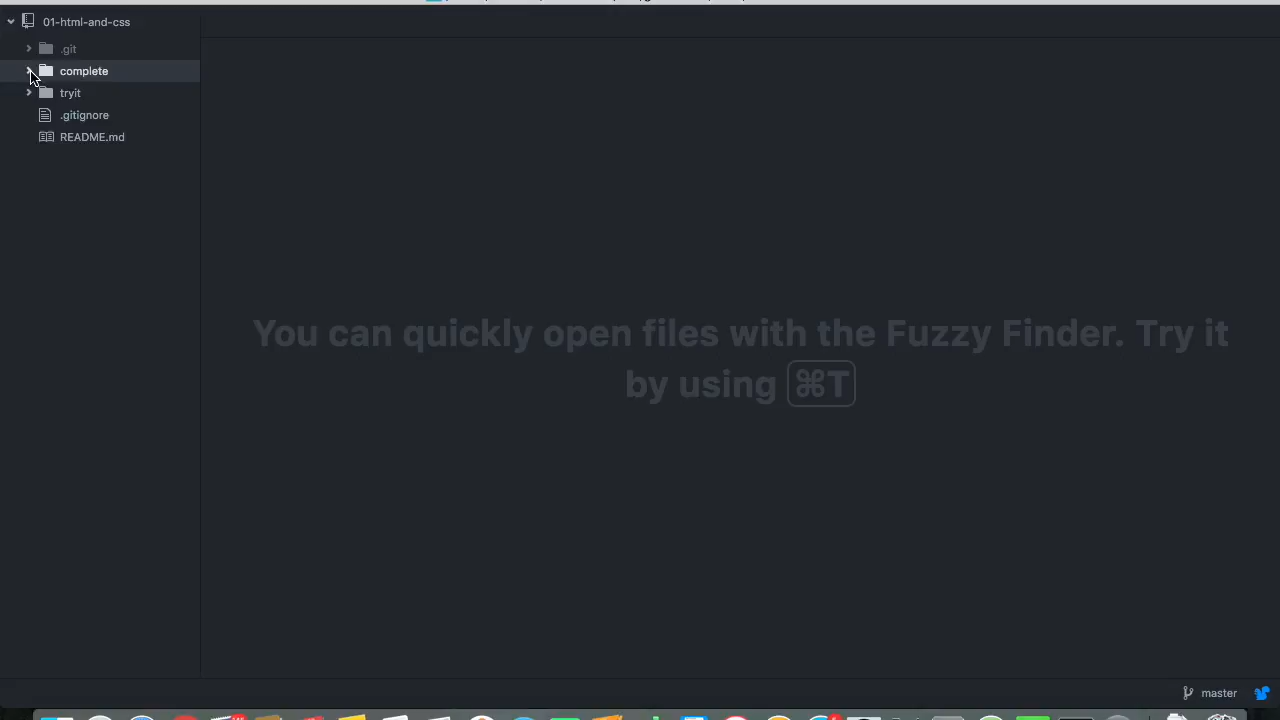 01-html-and-css
.git
complete
tryit
.gitignore
README.md
You can quickly open files with the Fuzzy Finder. Try it
by using ⌘T
master